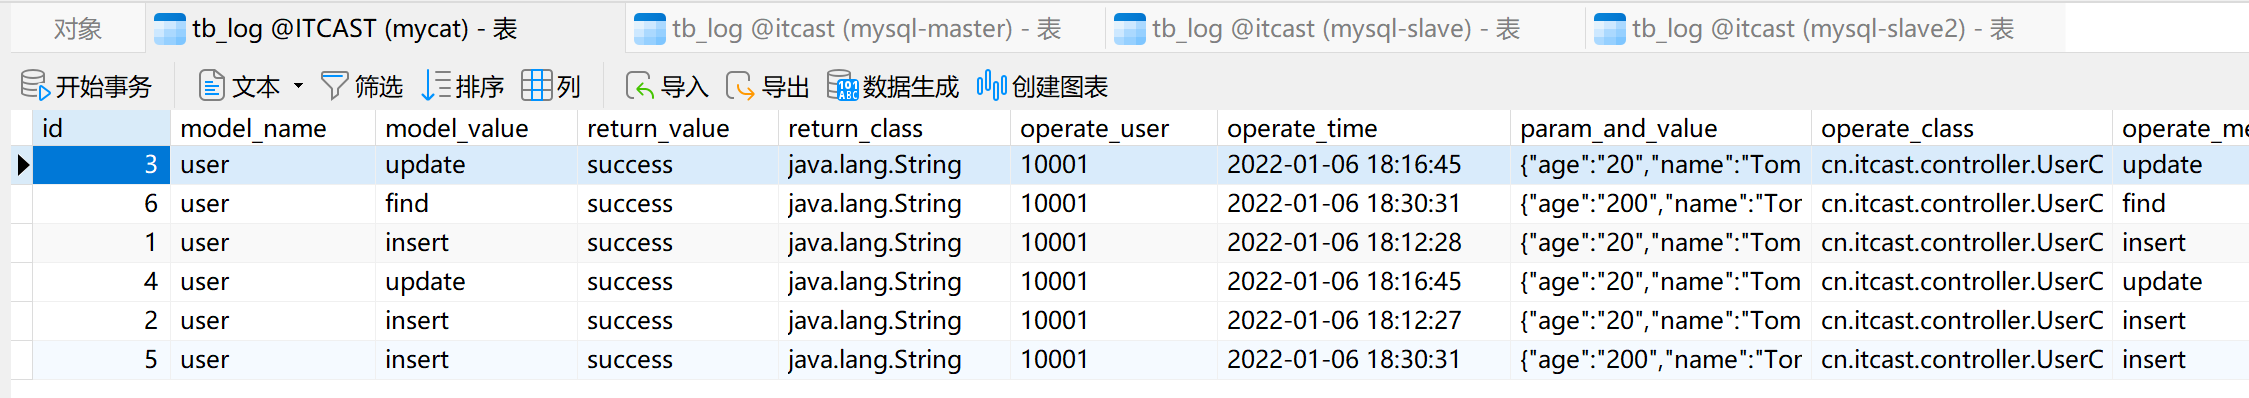 对象 tb_log @ITCAST (mycat) - 表 tb_log @itcast (mysql-master) - 表 tb_log @itcast (mysql-slave) - 表 tb_log @itcast (mysql-slave2) - 表
开始事务 文本 筛选 排序 列 导入 导出 数据生成 创建图表
id model_name model_value return_value return_class operate_user operate_time param_and_value operate_class operate_me
3 user update success java.lang.String 10001 2022-01-06 18:16:45 {"age":"20","name":"Tom cn.itcast.controller.UserC update
6 user find success java.lang.String 10001 2022-01-06 18:30:31 {"age":"200","name":"Tor cn.itcast.controller.UserC find
1 user insert success java.lang.String 10001 2022-01-06 18:12:28 {"age":"20","name":"Tom cn.itcast.controller.UserC insert
4 user update success java.lang.String 10001 2022-01-06 18:16:45 {"age":"20","name":"Tom cn.itcast.controller.UserC update
2 user insert success java.lang.String 10001 2022-01-06 18:12:27 {"age":"20","name":"Tom cn.itcast.controller.UserC insert
5 user insert success java.lang.String 10001 2022-01-06 18:30:31 {"age":"200","name":"Tor cn.itcast.controller.UserC insert